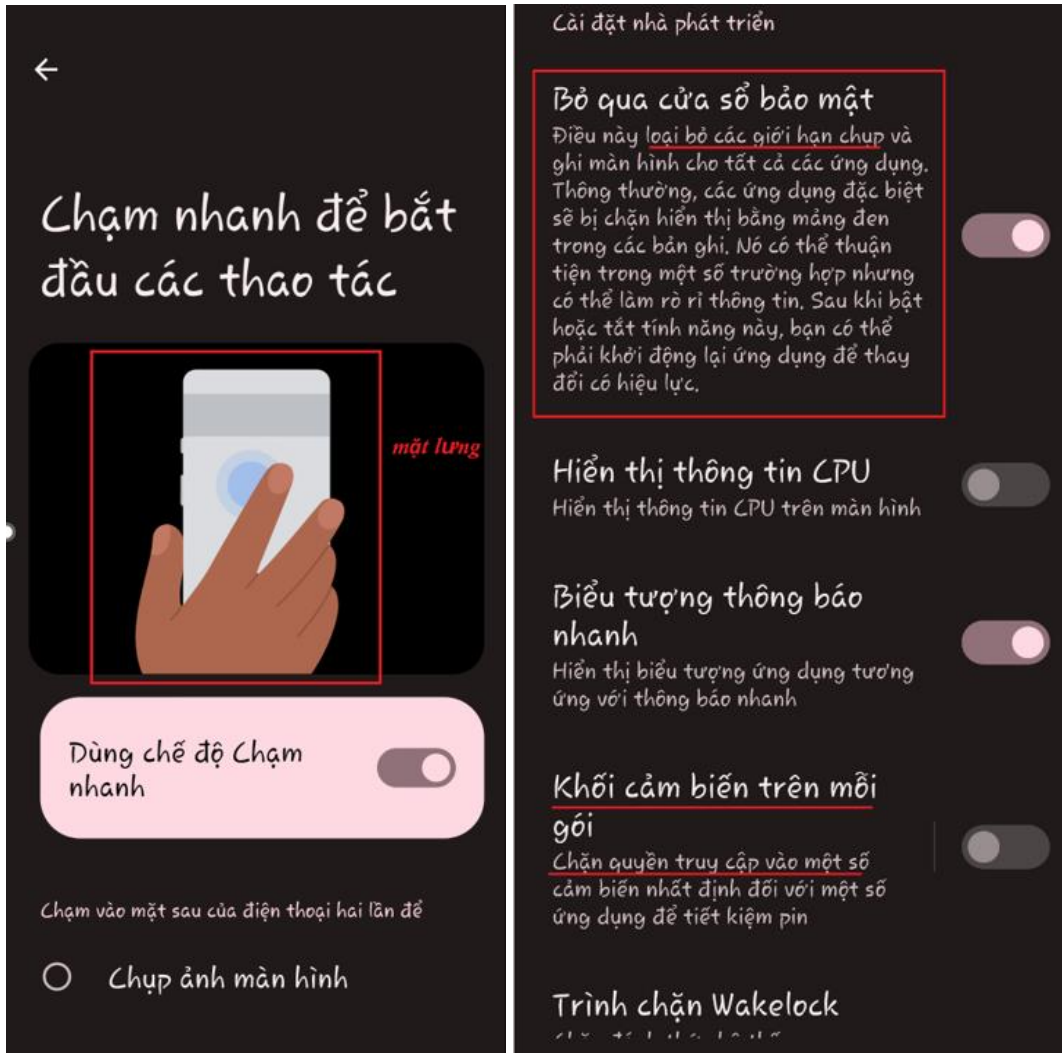 Chạm nhanh để bắt
đầu các thao tác
mặt lưng
Dùng chế độ Chạm
nhanh
Chạm vào mặt sau của điện thoại hai lần để
Chụp ảnh màn hình
Cài đặt nhà phát triển
Bỏ qua cửa sổ bảo mật
Điều này loại bỏ các giới hạn chụp và
ghi màn hình cho tất cả các ứng dụng.
Thông thường, các ứng dụng đặc biệt
sẽ bị chặn hiển thị bằng mảng đen
trong các bản ghi. Nó có thể thuận
tiện trong một số trường hợp nhưng
có thể làm rò rỉ thông tin. Sau khi bật
hoặc tắt tính năng này, bạn có thể
phải khởi động lại ứng dụng để thay
đổi có hiệu lực.
Hiển thị thông tin CPU
Hiển thị thông tin CPU trên màn hình
Biểu tượng thông báo
nhanh
Hiển thị biểu tượng ứng dụng tương
ứng với thông báo nhanh
Khối cảm biến trên mỗi
gói
Chặn quyền truy cập vào một số
cảm biến nhất định đối với một số
ứng dụng để tiết kiệm pin
Trình chặn Wakelock